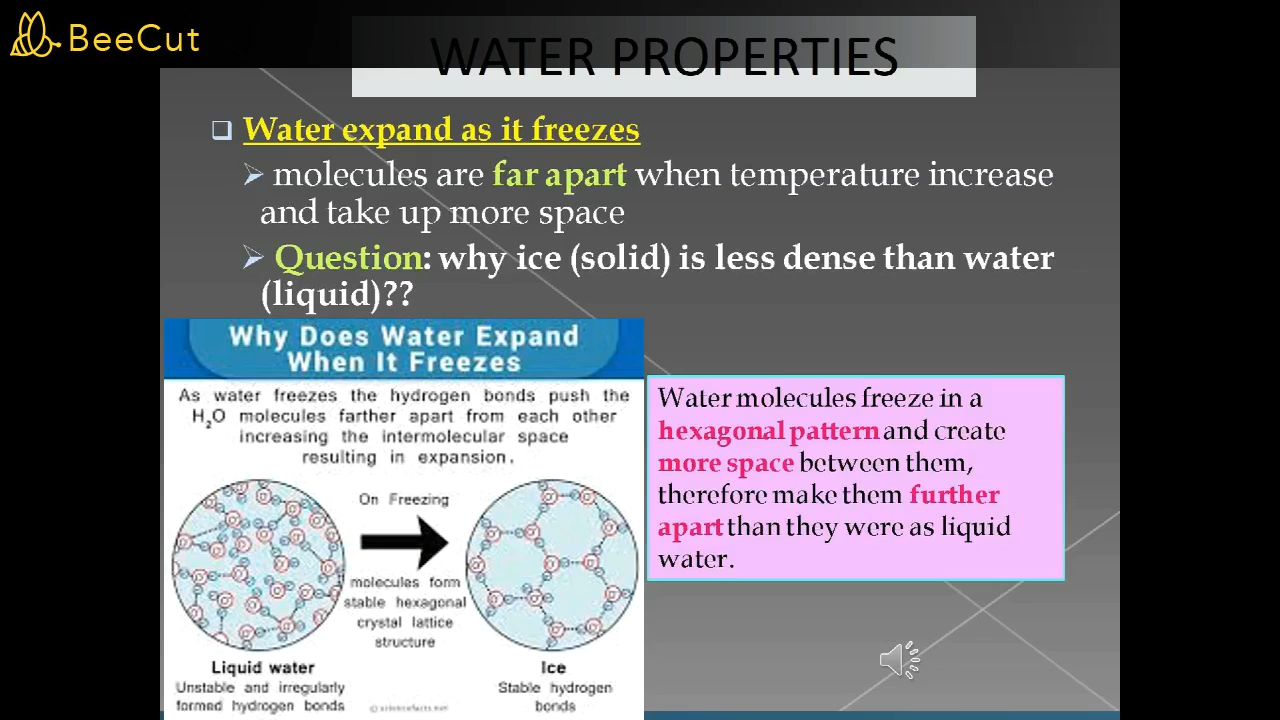 BeeCut
WATER PROPERTIES
Water expand as it freezes
molecules are far apart when temperature increase
and take up more space
Question: why ice (solid) is less dense than water
(liquid)??
Why Does Water Expand
When It Freezes
As water freezes the hydrogen bonds push the
H₂O molecules farther apart from each other
increasing the intermolecular space
resulting in expansion.
On Freezing
molecules form
stable hexagonal
crystal lattice
structure
Liquid water
Unstable and irregularly
formed hydrogen bonds
Ice
Stable hydrogen
bonds
Water molecules freeze in a
hexagonal pattern and create
more space between them,
therefore make them further
apart than they were as liquid
water.